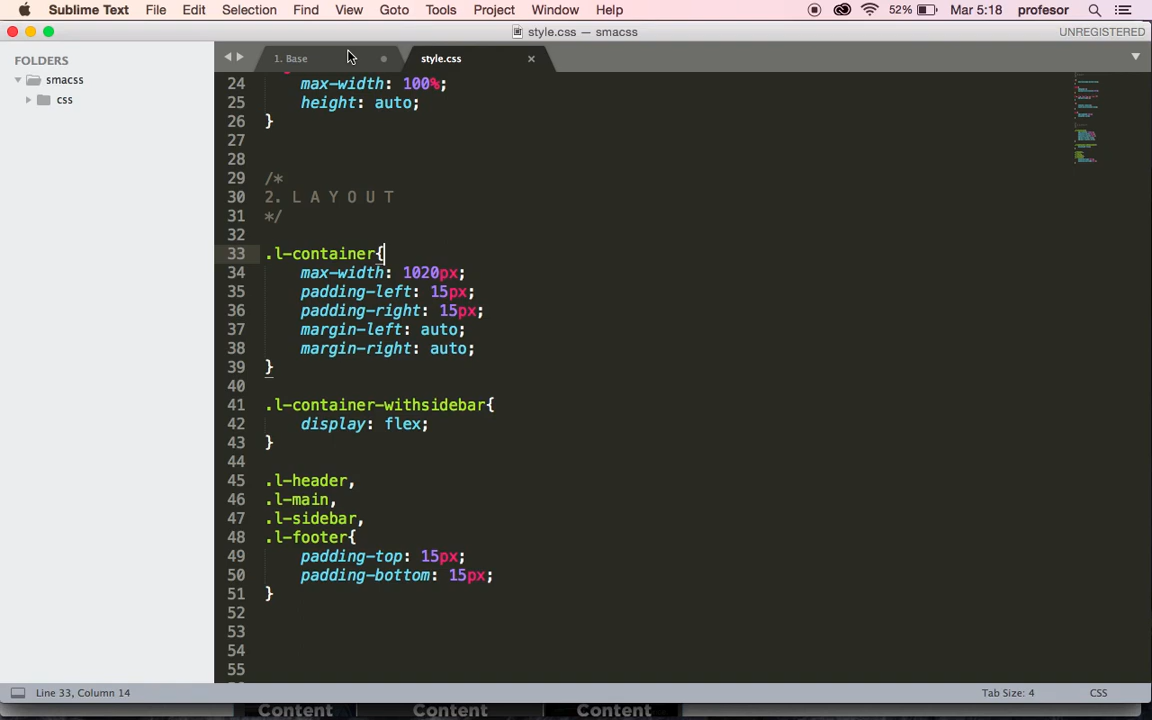 Sublime Text File Edit Selection Find View Goto Tools Project Window Help 52% Mar 5:18 profesor
style.css — smacss UNREGISTERED
FOLDERS
smacss
css
1. Base
style.css
24 max-width: 100%;
25 height: auto;
26 }
27
28
29 /*
30 2. L A Y O U T
31 */
32
33 .l-container{
34 max-width: 1020px;
35 padding-left: 15px;
36 padding-right: 15px;
37 margin-left: auto;
38 margin-right: auto;
39 }
40
41 .l-container-withsidebar{
42 display: flex;
43 }
44
45 .l-header,
46 .l-main,
47 .l-sidebar,
48 .l-footer{
49 padding-top: 15px;
50 padding-bottom: 15px;
51 }
52
53
54
55
Line 33, Column 14 Tab Size: 4 CSS
Content Content Content